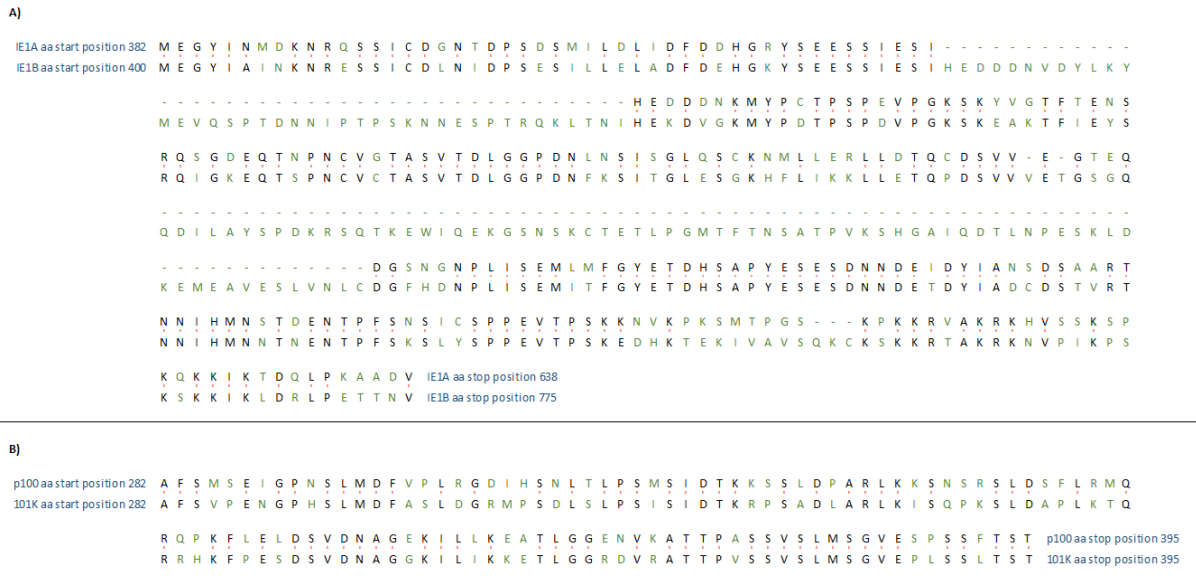 A)
IE1A aa start position 382 M E G Y I N M D K N R Q S S I C D G N T D P S D S M I L D L I D F D D H G R Y S E E S S I E S I - - - - - - - - - - - -
IE1B aa start position 400 M E G Y I A I N K N R E S S I C D L N I D P S E S I L L E L A D F D E H G K Y S E E S S I E S I H E D D D N V D Y L K Y
- - - - - - - - - - - - - - - - - - - - - - - - - - - - - H E D D D N K M Y P C T P S P E V P G K S K Y V G T F T E N S
M E V Q S P T D N N I P T P S K N N E S P T R Q K L T N I H E K D V G K M Y P D T P S P D V P G K S K E A K T F I E Y S
R Q S G D E Q T N P N C V G T A S V T D L G G P D N L N S I S G L Q S C K N M L L E R L L D T Q C D S V V - E - G T E Q
R Q I G K E Q T S P N C V C T A S V T D L G G P D N F K S I T G L E S G K H F L I K K L L E T Q P D S V V V E T G S G Q
- - - - - - - - - - - - - - - - - - - - - - - - - - - - - - - - - - - - - - - - - - - - - - - - - - - - - - - - - - - -
Q D I L A Y S P D K R S Q T K E W I Q E K G S N S K C T E T L P G M T F T N S A T P V K S H G A I Q D T L N P E S K L D
- - - - - - - - - - - - - D G S N G N P L I S E M L M F G Y E T D H S A P Y E S E S D N N D E I D Y I A N S D S A A R T
K E M E A V E S L V N L C D G F H D N P L I S E M I T F G Y E T D H S A P Y E S E S D N N D E T D Y I A D C D S T V R T
N N I H M N S T D E N T P F S N S I C S P P E V T P S K K N V K P K S M T P G S - - - K P K K R V A K R K H V S S K S P
N N I H M N N T N E N T P F S K S L Y S P P E V T P S K E D H K T E K I V A V S Q K C K S K K R T A K R K N V P I K P S
K Q K K I K T D Q L P K A A D V IE1A aa stop position 638
K S K K I K L D R L P E T T N V IE1B aa stop position 775
B)
p100 aa start position 282 A F S M S E I G P N S L M D F V P L R G D I H S N L T L P S M S I D T K K S S L D P A R L K K S N S R S L D S F L R M Q
101K aa start position 282 A F S V P E N G P H S L M D F A S L D G R M P S D L S L P S I S I D T K R P S A D L A R L K I S Q P K S L D A P L K T Q
R Q P K F L E L D S V D N A G E K I L L K E A T L G G E N V K A T T P A S S V S L M S G V E S P S S F T S T p100 aa stop position 395
R R H K F P E S D S V D N A G G K I L I K K E T L G G R D V R A T T P V S S V S L M S G V E P L S S L T S T 101K aa stop position 395